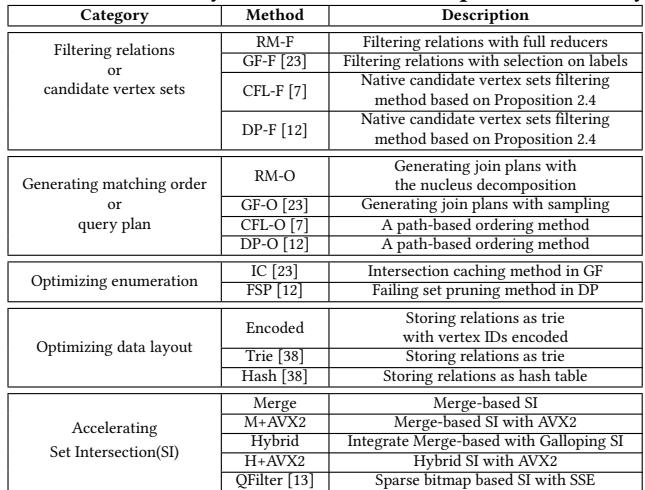 Category Method Description
Filtering relations
or
candidate vertex sets
RM-F Filtering relations with full reducers
GF-F [23] Filtering relations with selection on labels
CFL-F [7] Native candidate vertex sets filtering
method based on Proposition 2.4
DP-F [12] Native candidate vertex sets filtering
method based on Proposition 2.4
Generating matching order
or
query plan
RM-O Generating join plans with
the nucleus decomposition
GF-O [23] Generating join plans with sampling
CFL-O [7] A path-based ordering method
DP-O [12] A path-based ordering method
Optimizing enumeration
IC [23] Intersection caching method in GF
FSP [12] Failing set pruning method in DP
Optimizing data layout
Encoded Storing relations as trie
with vertex IDs encoded
Trie [38] Storing relations as trie
Hash [38] Storing relations as hash table
Accelerating
Set Intersection(SI)
Merge Merge-based SI
M+AVX2 Merge-based SI with AVX2
Hybrid Integrate Merge-based with Galloping SI
H+AVX2 Hybrid SI with AVX2
QFilter [13] Sparse bitmap based SI with SSE